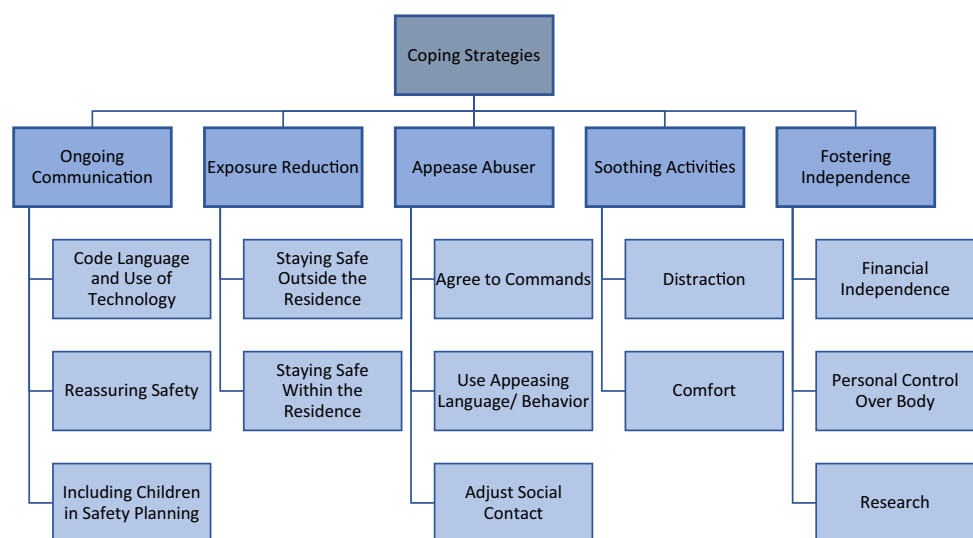 Coping Strategies
Ongoing
Communication
Exposure Reduction
Appease Abuser
Soothing Activities
Fostering
Independence
Code Language
and Use of
Technology
Staying Safe
Outside the
Residence
Agree to Commands
Distraction
Financial
Independence
Reassuring Safety
Staying Safe
Within the
Residence
Use Appeasing
Language/ Behavior
Comfort
Personal Control
Over Body
Including Children
in Safety Planning
Adjust Social
Contact
Research